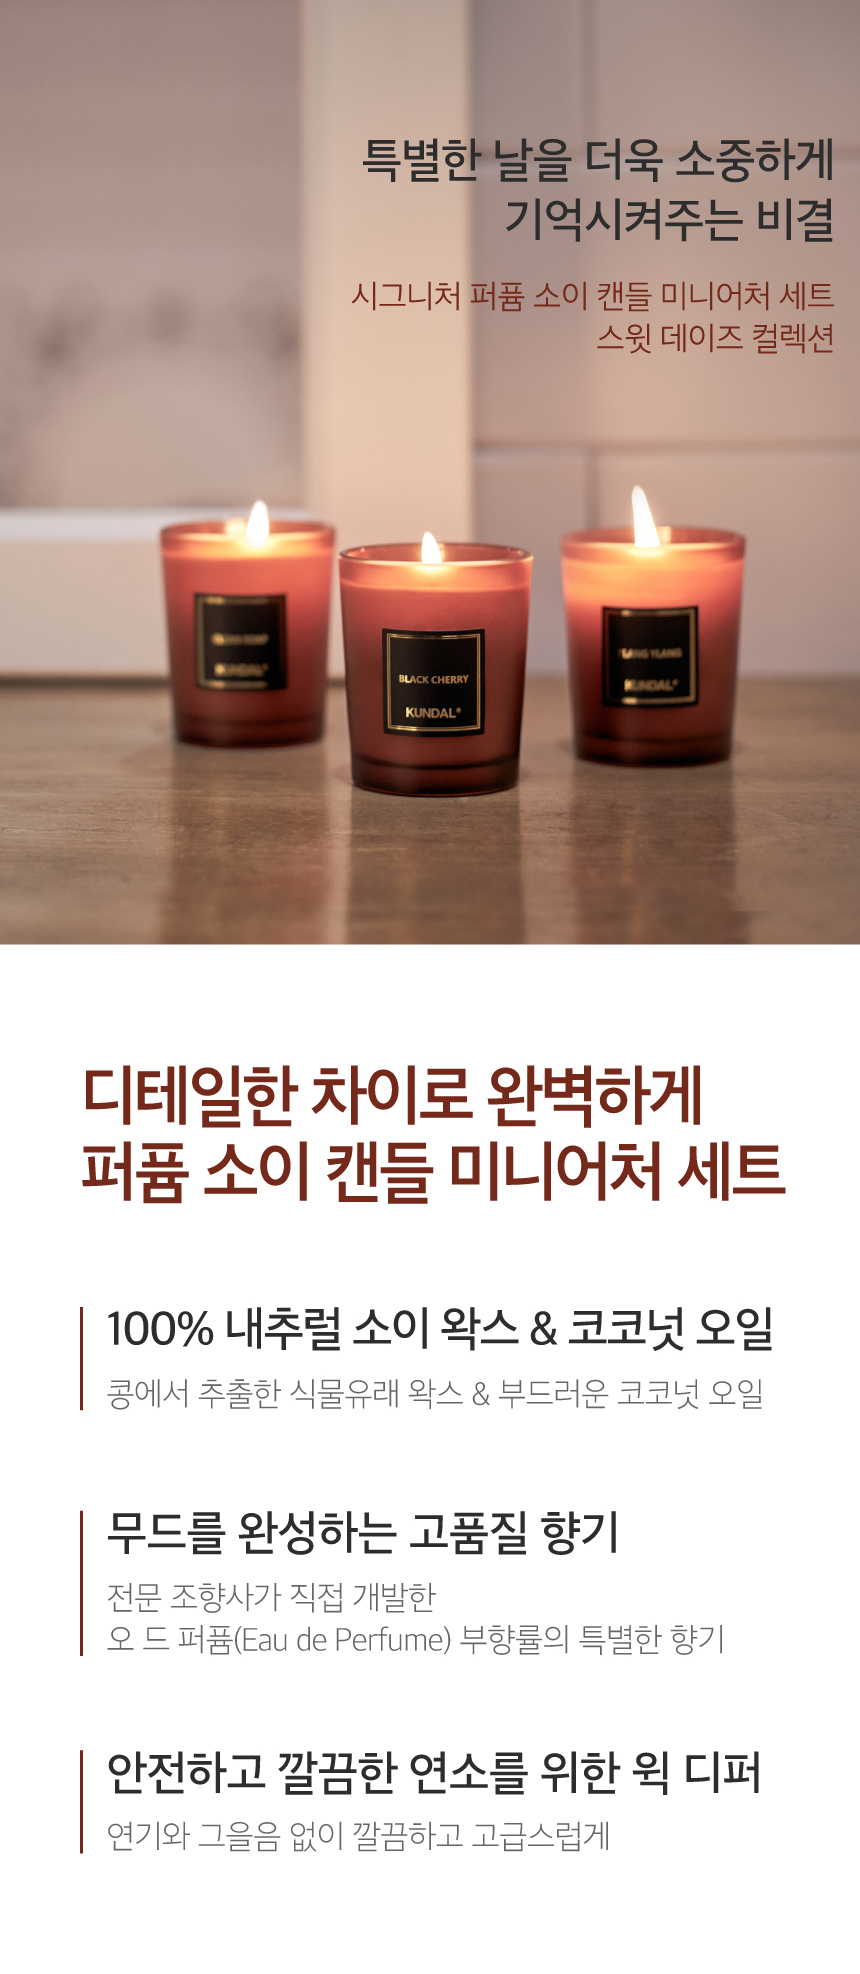 특별한 날을 더욱 소중하게
기억시켜주는 비결
시그니처 퍼퓸 소이 캔들 미니어처 세트
스윗 데이즈 컬렉션
KUNDAL®
BLACK CHERRY
KUNDAL®
YLANG YLANG
KUNDAL®
디테일한 차이로 완벽하게
퍼퓸 소이 캔들 미니어처 세트
100% 내추럴 소이 왁스 & 코코넛 오일
콩에서 추출한 식물유래 왁스 & 부드러운 코코넛 오일
무드를 완성하는 고품질 향기
전문 조향사가 직접 개발한
오 드 퍼퓸(Eau de Perfume) 부향률의 특별한 향기
안전하고 깔끔한 연소를 위한 윅 디퍼
연기와 그을음 없이 깔끔하고 고급스럽게